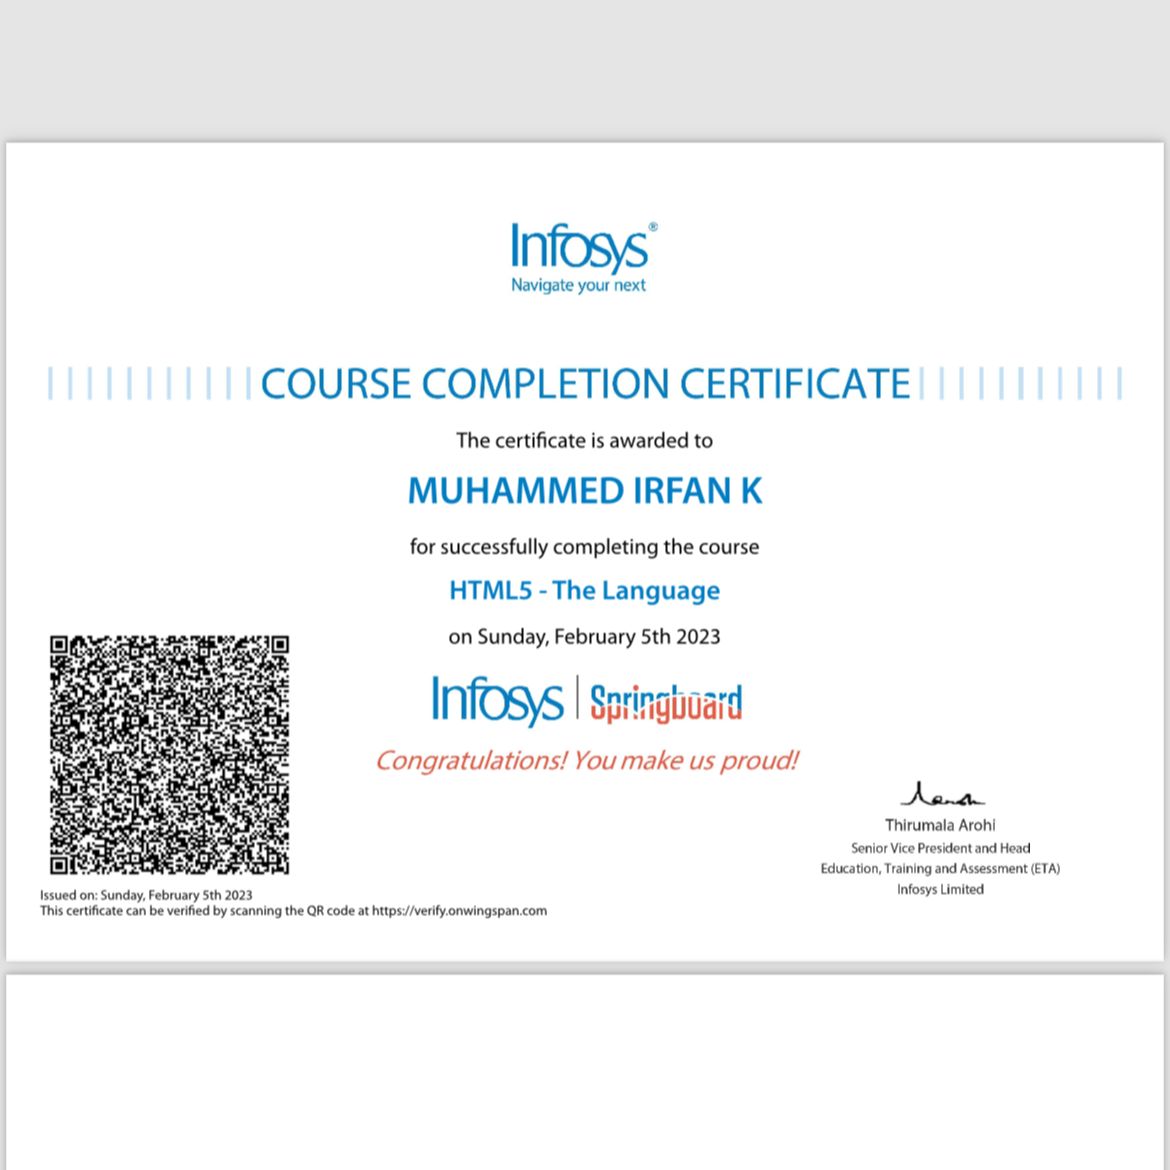 Infosys®
Navigate your next
COURSE COMPLETION CERTIFICATE
The certificate is awarded to
MUHAMMED IRFAN K
for successfully completing the course
HTML5 - The Language
on Sunday, February 5th 2023
Infosys | Springboard
Congratulations! You make us proud!
Thirumala Arohi
Senior Vice President and Head
Education, Training and Assessment (ETA)
Infosys Limited
Issued on: Sunday, February 5th 2023
This certificate can be verified by scanning the QR code at https://verify.onwingspan.com